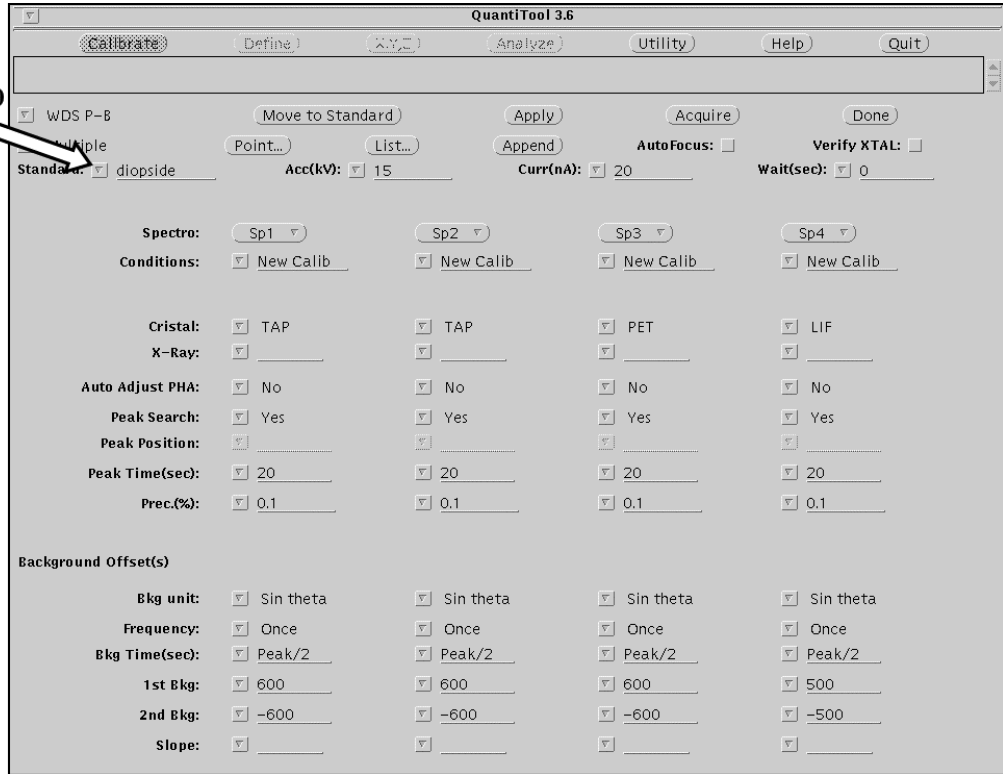 QuantiTool 3.6
Calibrate Define X,Y,Z Analyze Utility Help Quit
WDS P-B Move to Standard Apply Acquire Done
Point... List... Append AutoFocus: Verify XTAL:
Standard: diopside Acc(kV): 15 Curr(nA): 20 Wait(sec): 0
Spectro: Sp1 Sp2 Sp3 Sp4
Conditions: New Calib New Calib New Calib New Calib
Cristal: TAP TAP PET LIF
X-Ray:
Auto Adjust PHA: No No No No
Peak Search: Yes Yes Yes Yes
Peak Position:
Peak Time(sec): 20 20 20 20
Prec.(%): 0.1 0.1 0.1 0.1
Background Offset(s)
Bkg unit: Sin theta Sin theta Sin theta Sin theta
Frequency: Once Once Once Once
Bkg Time(sec): Peak/2 Peak/2 Peak/2 Peak/2
1st Bkg: 600 600 600 500
2nd Bkg: -600 -600 -600 -500
Slope: